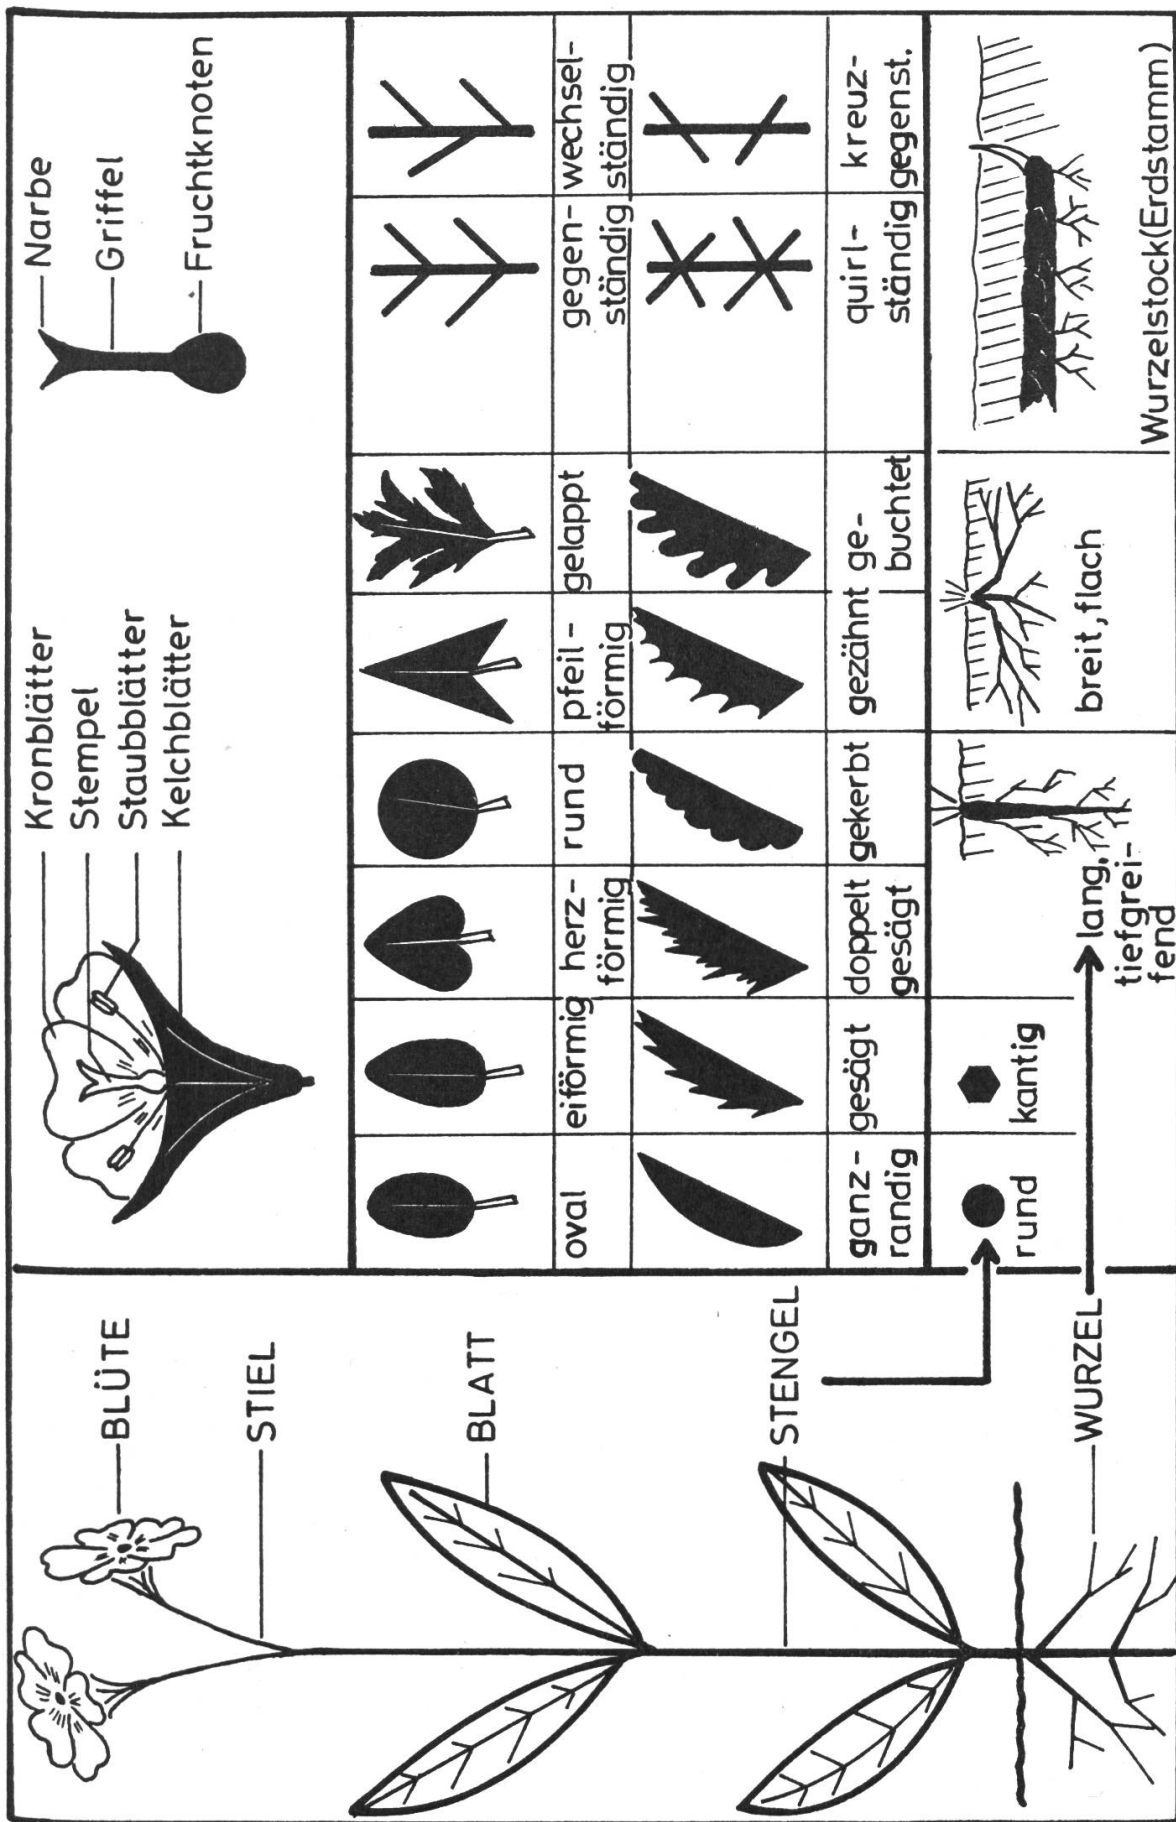 BLÜTE
STIEL
BLATT
STENGEL
WURZEL
Kronblätter
Stempel
Staubblätter
Kelchblätter
Narbe
Griffel
Fruchtknoten
oval
eiförmig
herz-
förmig
rund
pfeil-
förmig
gelappt
gegen-
ständig
wechsel-
ständig
ganz-
randig
gesägt
doppelt
gesägt
gekerbt
gezähnt
ge-
buchtet
quirl-
ständig
kreuz-
gegenst.
rund
kantig
lang,
tiefgrei-
fend
breit,flach
Wurzelstock(Erdstamm)